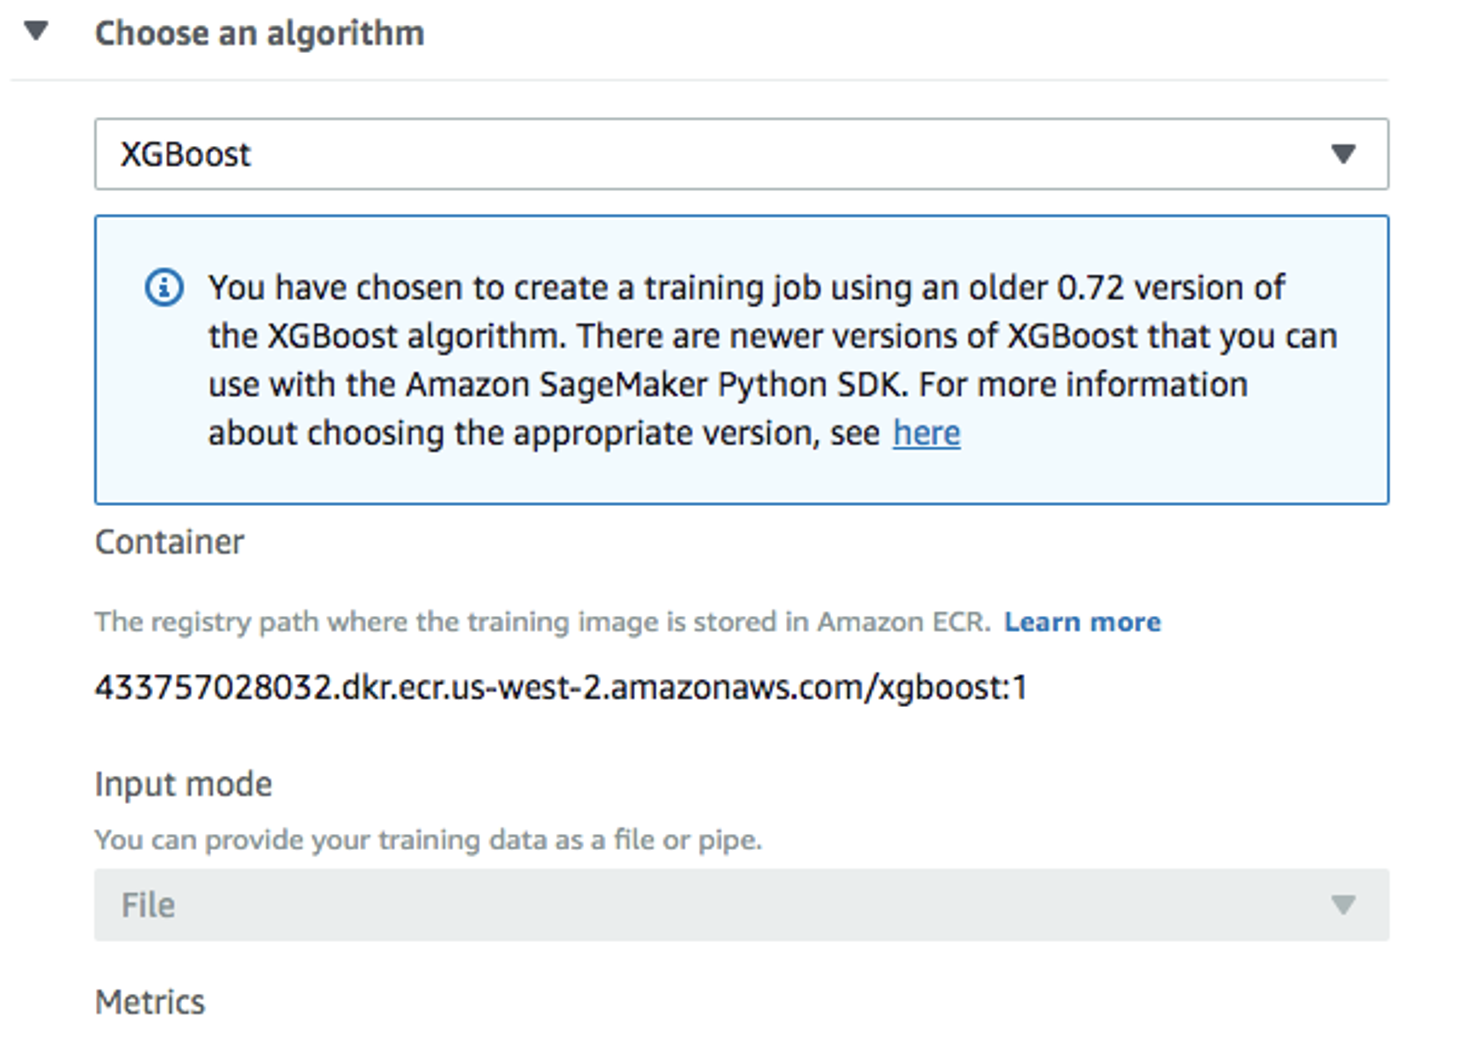 Choose an algorithm
XGBoost
You have chosen to create a training job using an older 0.72 version of
the XGBoost algorithm. There are newer versions of XGBoost that you can
use with the Amazon SageMaker Python SDK. For more information
about choosing the appropriate version, see here
Container
The registry path where the training image is stored in Amazon ECR. Learn more
433757028032.dkr.ecr.us-west-2.amazonaws.com/xgboost:1
Input mode
You can provide your training data as a file or pipe.
File
Metrics